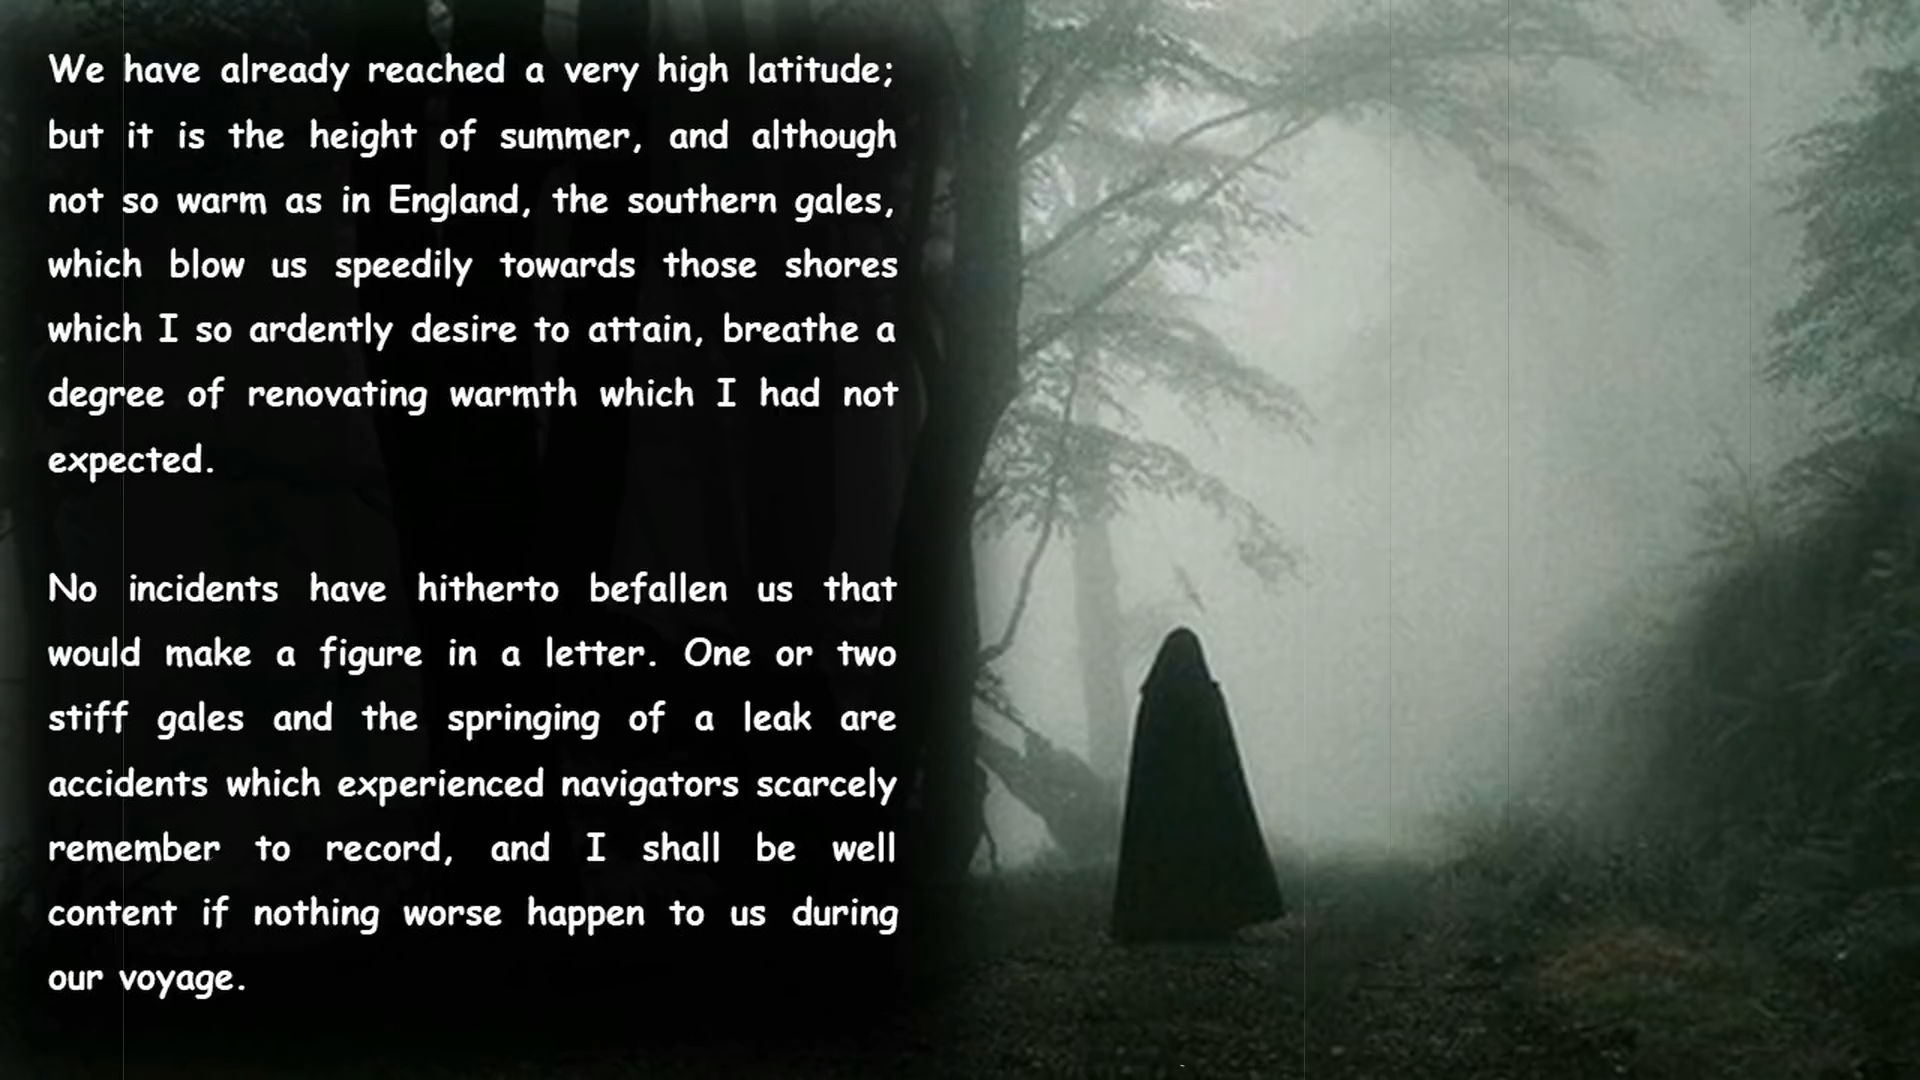 We have already reached a very high latitude;
but it is the height of summer, and although
not so warm as in England, the southern gales,
which blow us speedily towards those shores
which I so ardently desire to attain, breathe a
degree of renovating warmth which I had not
expected.
No incidents have hitherto befallen us that
would make a figure in a letter. One or two
stiff gales and the springing of a leak are
accidents which experienced navigators scarcely
remember to record, and I shall be well
content if nothing worse happen to us during
our voyage.